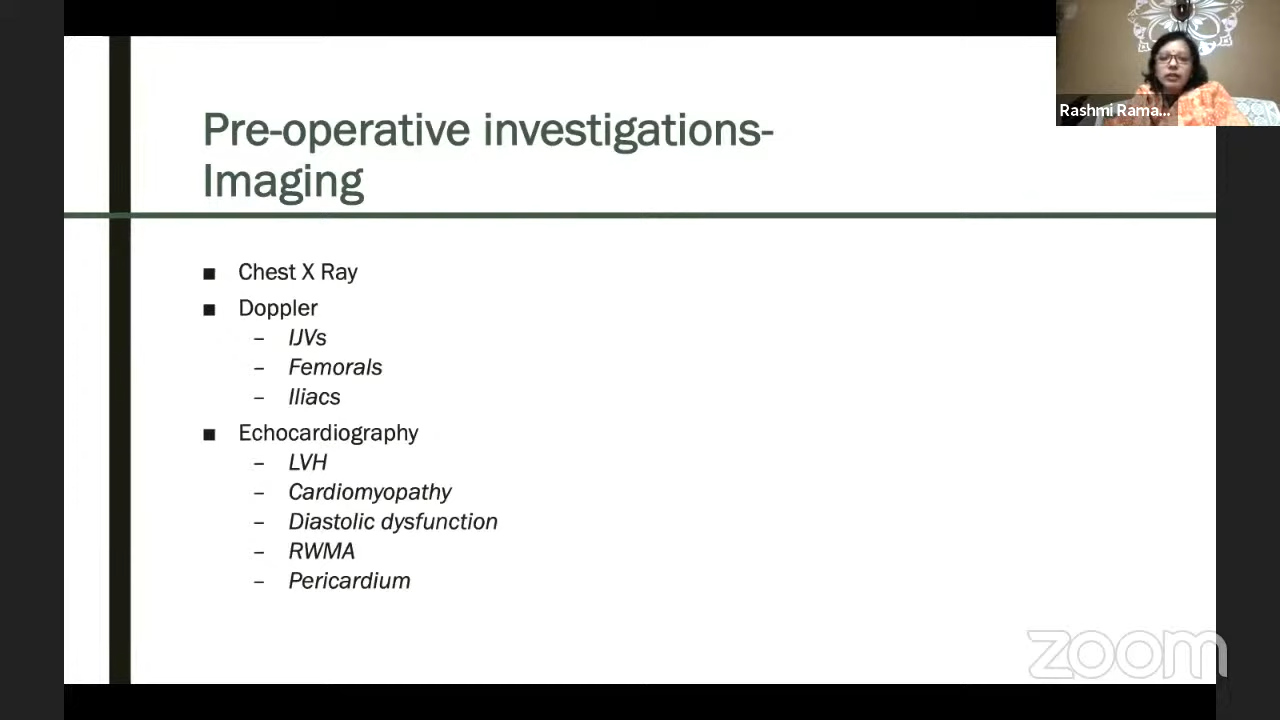 Rashmi Rama...
Pre-operative investigations-
Imaging
■ Chest X Ray
■ Doppler
– IJVs
– Femorals
– Iliacs
■ Echocardiography
– LVH
– Cardiomyopathy
– Diastolic dysfunction
– RWMA
– Pericardium
zoom